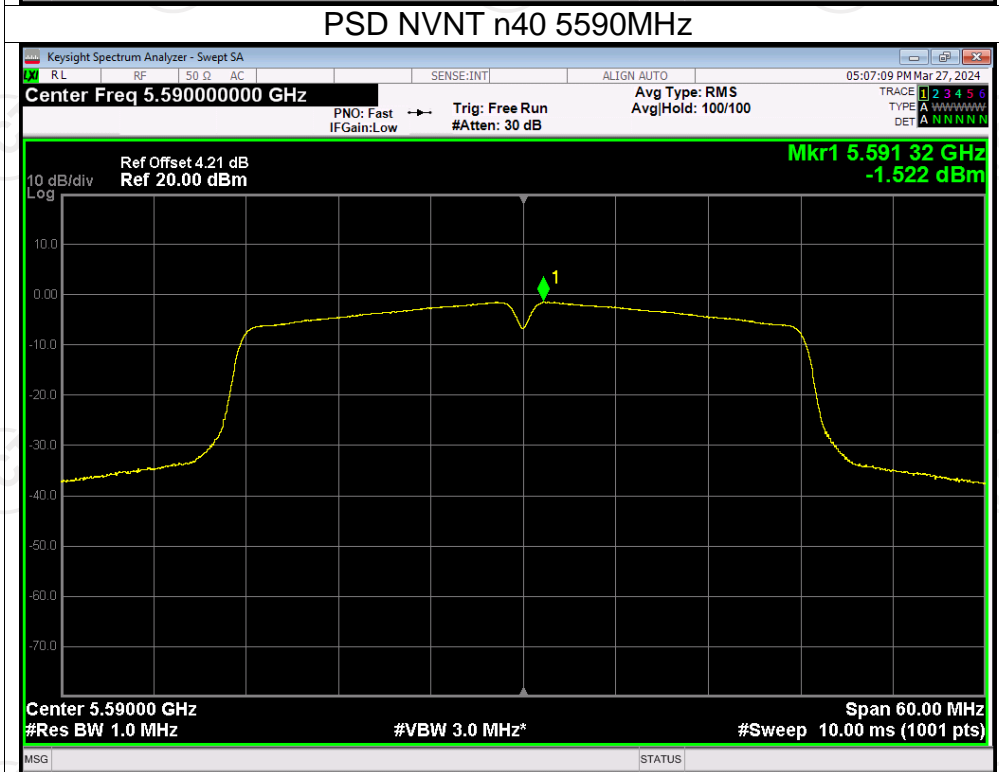 PSD NVNT n40 5590MHz
Keysight Spectrum Analyzer - Swept SA
LXI RL RF 50 Ω AC SENSE:INT ALIGN AUTO 05:07:09 PM Mar 27, 2024
Center Freq 5.590000000 GHz Avg Type: RMS TRACE 1 2 3 4 5 6
PNO: Fast Trig: Free Run Avg|Hold: 100/100 TYPE A WWWWW
IFGain:Low #Atten: 30 dB DET A N N N N N
Mkr1 5.591 32 GHz
Ref Offset 4.21 dB
10 dB/div Ref 20.00 dBm -1.522 dBm
Log
10.0
1
0.00
-10.0
-20.0
-30.0
-40.0
-50.0
-60.0
-70.0
Center 5.59000 GHz Span 60.00 MHz
#Res BW 1.0 MHz #VBW 3.0 MHz* #Sweep 10.00 ms (1001 pts)
MSG STATUS